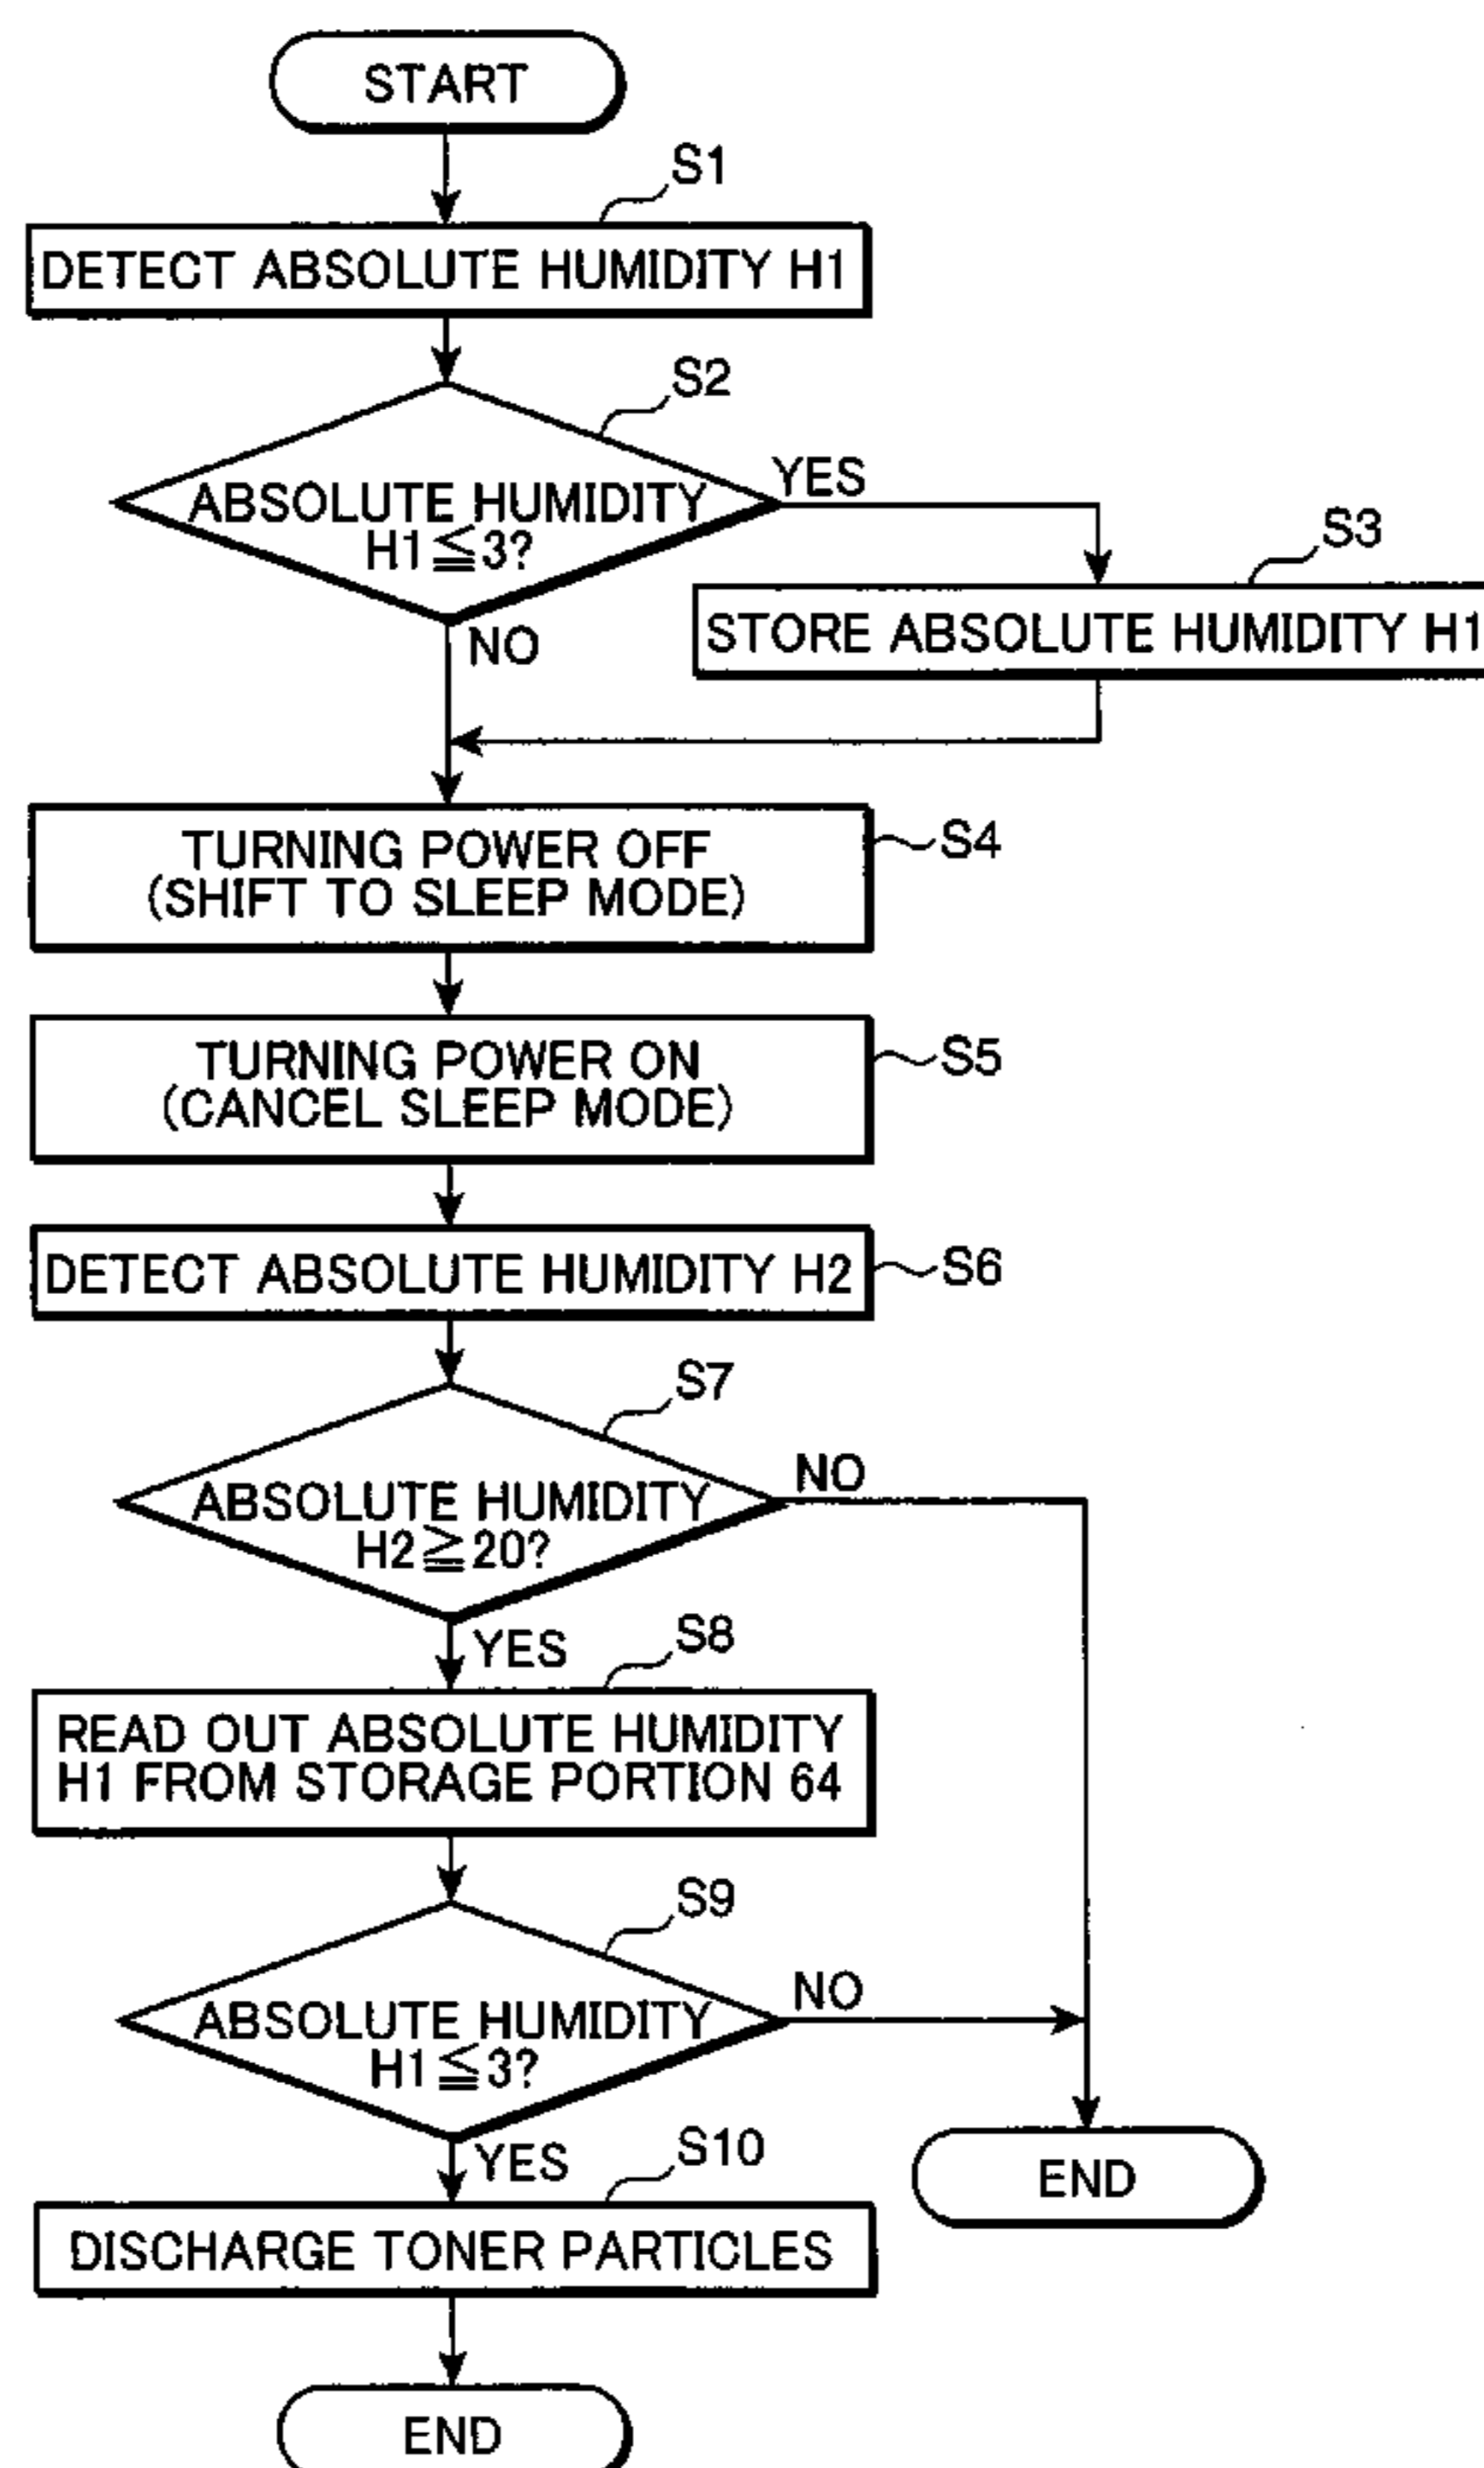 START
S1
DETECT ABSOLUTE HUMIDITY H1
S2
ABSOLUTE HUMIDITY
H1≦3?
YES
NO
S3
STORE ABSOLUTE HUMIDITY H1
TURNING POWER OFF
(SHIFT TO SLEEP MODE)
S4
TURNING POWER ON
(CANCEL SLEEP MODE)
S5
DETECT ABSOLUTE HUMIDITY H2
S6
S7
ABSOLUTE HUMIDITY
H2≧20?
NO
YES
S8
READ OUT ABSOLUTE HUMIDITY
H1 FROM STORAGE PORTION 64
S9
ABSOLUTE HUMIDITY
H1≦3?
NO
YES
S10
DISCHARGE TONER PARTICLES
END
END